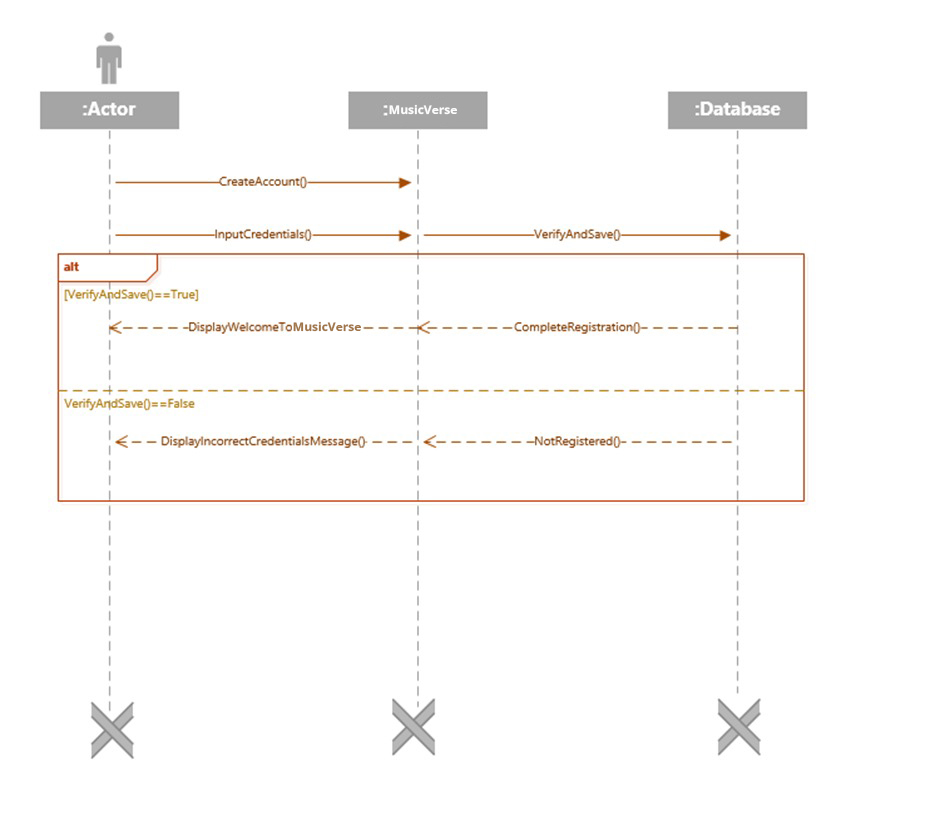 :Actor
:MusicVerse
:Database
CreateAccount()
InputCredentials()
VerifyAndSave()
alt
[VerifyAndSave()==True]
DisplayWelcomeToMusicVerse
CompleteRegistration()
VerifyAndSave()==False
DisplayIncorrectCredentialsMessage()
NotRegistered()